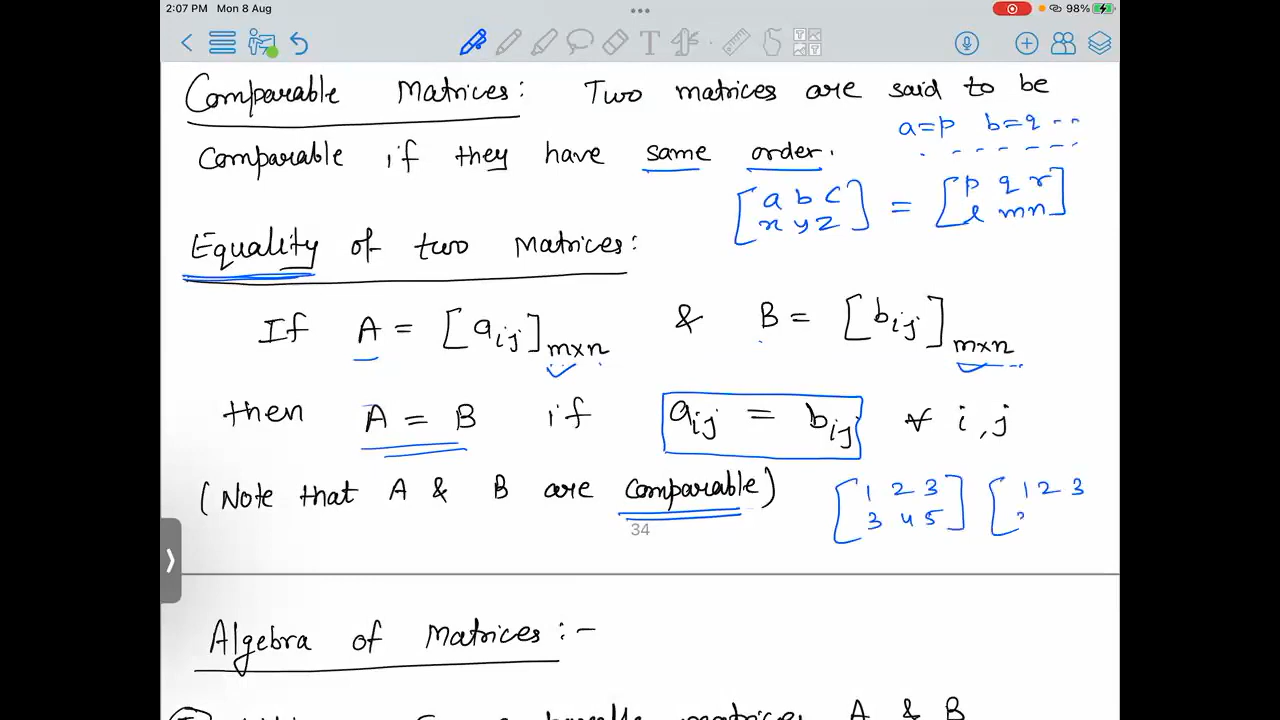 2:07 PM Mon 8 Aug
98%
Comparable Matrices: Two matrices are said to be
a=p b=q --
comparable if they have same order.
[a b c
x y z] = [p q r
l m n]
Equality of two Matrices:
If A = [aij]m×n & B = [bij]m×n
then A = B if aij = bij ∀ i,j
(Note that A & B are comparable)
[1 2 3
3 4 5] [1 2 3
34
Algebra of Matrices :-
matrices A & B